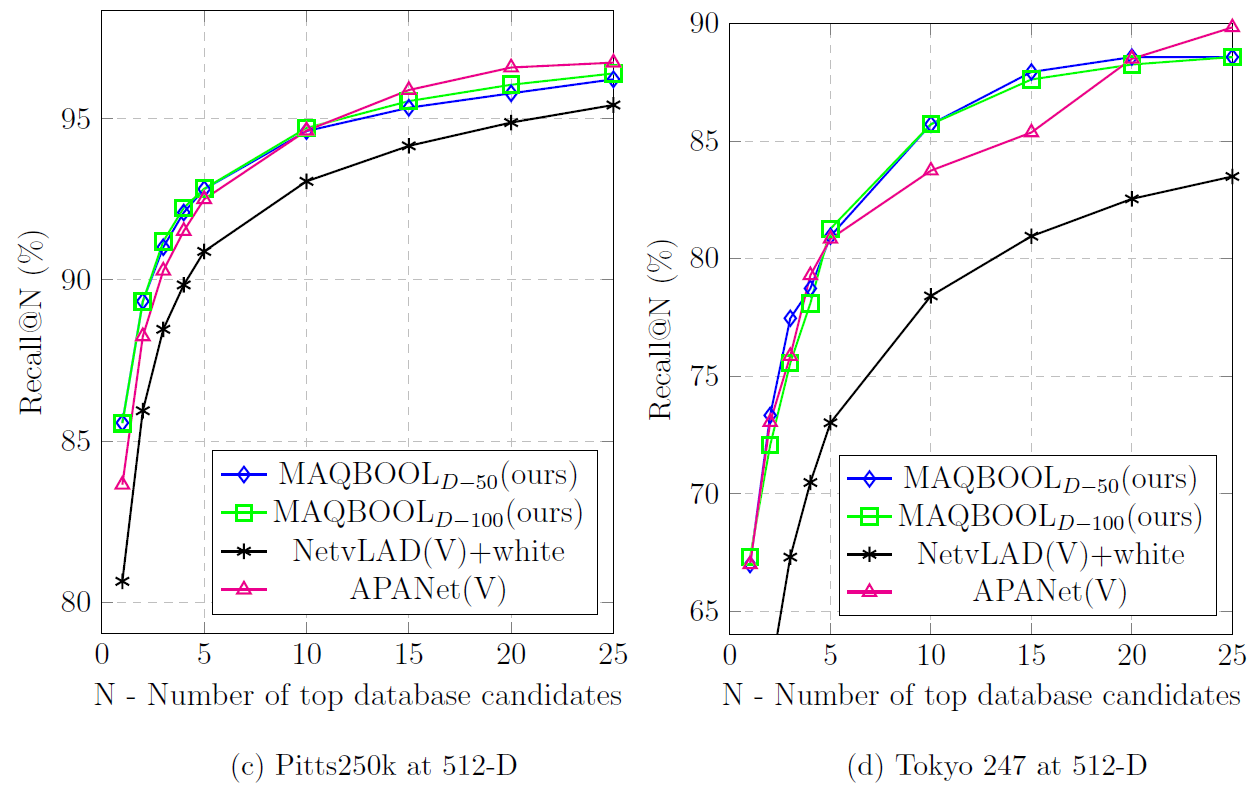 Recall@N (%)
95
90
85
80
0 5 10 15 20 25
MAQBOOL_{D−50}(ours)
MAQBOOL_{D−100}(ours)
NetvLAD(V)+white
APANet(V)
N - Number of top database candidates
(c) Pitts250k at 512-D
Recall@N (%)
90
85
80
75
70
65
0 5 10 15 20 25
MAQBOOL_{D−50}(ours)
MAQBOOL_{D−100}(ours)
NetvLAD(V)+white
APANet(V)
N - Number of top database candidates
(d) Tokyo 247 at 512-D